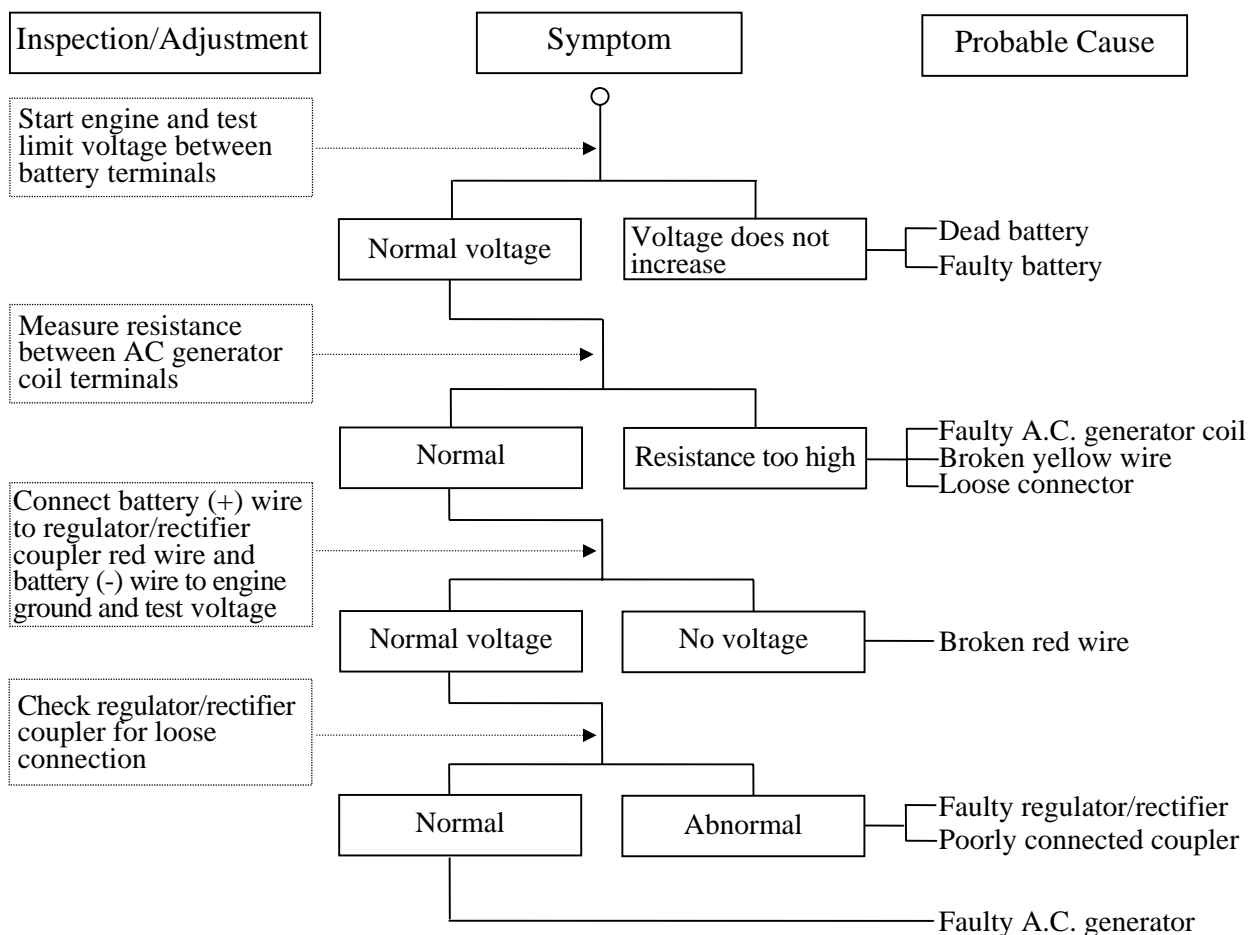 Inspection/Adjustment
Symptom
Probable Cause
Start engine and test
limit voltage between
battery terminals
Normal voltage
Voltage does not
increase
Dead battery
Faulty battery
Measure resistance
between AC generator
coil terminals
Normal
Resistance too high
Faulty A.C. generator coil
Broken yellow wire
Loose connector
Connect battery (+) wire
to regulator/rectifier
coupler red wire and
battery (-) wire to engine
ground and test voltage
Normal voltage
No voltage
Broken red wire
Check regulator/rectifier
coupler for loose
connection
Normal
Abnormal
Faulty regulator/rectifier
Poorly connected coupler
Faulty A.C. generator